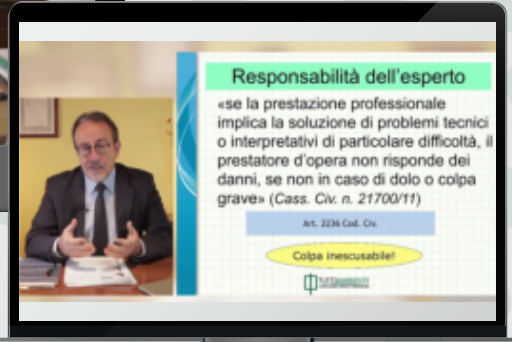 Responsabilità dell'esperto
«se la prestazione professionale
implica la soluzione di problemi tecnici
o interpretativi di particolare difficoltà, il
prestatore d'opera non risponde dei
danni, se non in caso di dolo o colpa
grave» (Cass. Civ. n. 21700/11)
Art. 2236 Cod. Civ.
Colpa inescusabile!
TUTTOAMBIENTE